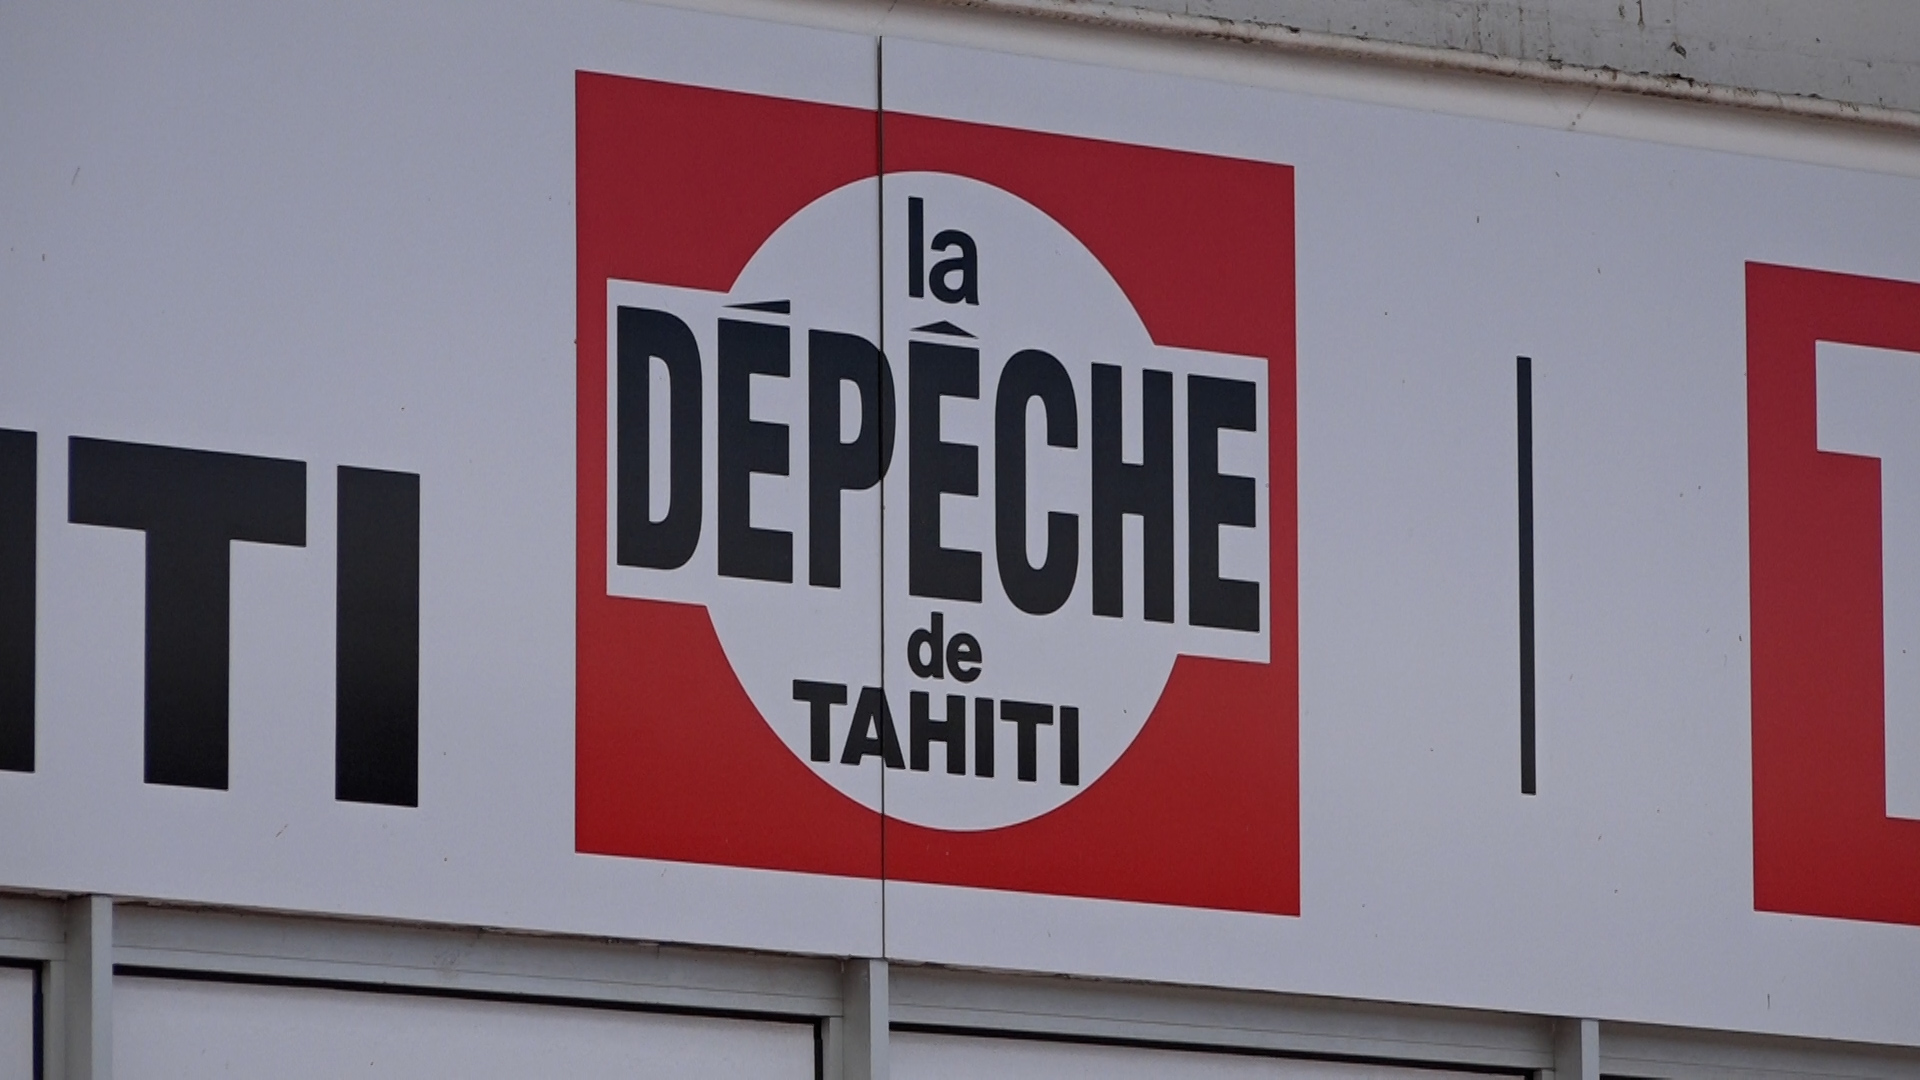 ITI
la
DÉPÊCHE
de
TAHITI